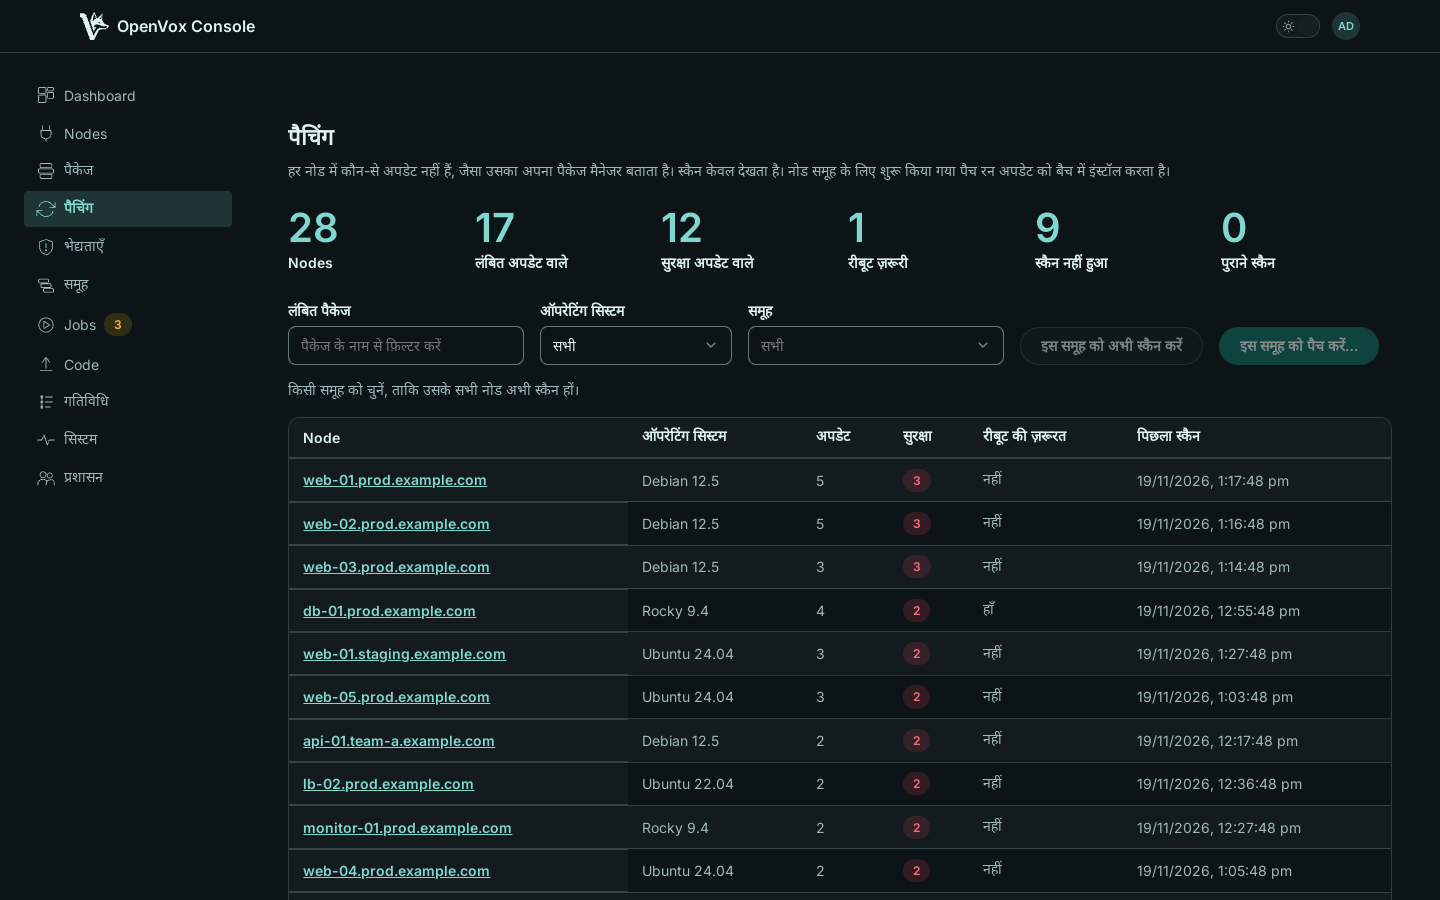 OpenVox Console
AD
Dashboard
Nodes
पैकेज
पैचिंग
भेद्यताएँ
समूह
Jobs 3
Code
गतिविधि
सिस्टम
प्रशासन
पैचिंग
हर नोड में कौन-से अपडेट नहीं हैं, जैसा उसका अपना पैकेज मैनेजर बताता है। स्कैन केवल देखता है। नोड समूह के लिए शुरू किया गया पैच रन अपडेट को बैच में इंस्टॉल करता है।
28 17 12 1 9 0
Nodes लंबित अपडेट वाले सुरक्षा अपडेट वाले रीबूट ज़रूरी स्कैन नहीं हुआ पुराने स्कैन
लंबित पैकेज ऑपरेटिंग सिस्टम समूह
पैकेज के नाम से फ़िल्टर करें सभी सभी इस समूह को अभी स्कैन करें इस समूह को पैच करें...
किसी समूह को चुनें, ताकि उसके सभी नोड अभी स्कैन हों।
Node ऑपरेटिंग सिस्टम अपडेट सुरक्षा रीबूट की ज़रूरत पिछला स्कैन
web-01.prod.example.com Debian 12.5 5 3 नहीं 19/11/2026, 1:17:48 pm
web-02.prod.example.com Debian 12.5 5 3 नहीं 19/11/2026, 1:16:48 pm
web-03.prod.example.com Debian 12.5 3 3 नहीं 19/11/2026, 1:14:48 pm
db-01.prod.example.com Rocky 9.4 4 2 हाँ 19/11/2026, 12:55:48 pm
web-01.staging.example.com Ubuntu 24.04 3 2 नहीं 19/11/2026, 1:27:48 pm
web-05.prod.example.com Ubuntu 24.04 3 2 नहीं 19/11/2026, 1:03:48 pm
api-01.team-a.example.com Debian 12.5 2 2 नहीं 19/11/2026, 12:17:48 pm
lb-02.prod.example.com Ubuntu 22.04 2 2 नहीं 19/11/2026, 12:36:48 pm
monitor-01.prod.example.com Rocky 9.4 2 2 नहीं 19/11/2026, 12:27:48 pm
web-04.prod.example.com Ubuntu 24.04 2 2 नहीं 19/11/2026, 1:05:48 pm